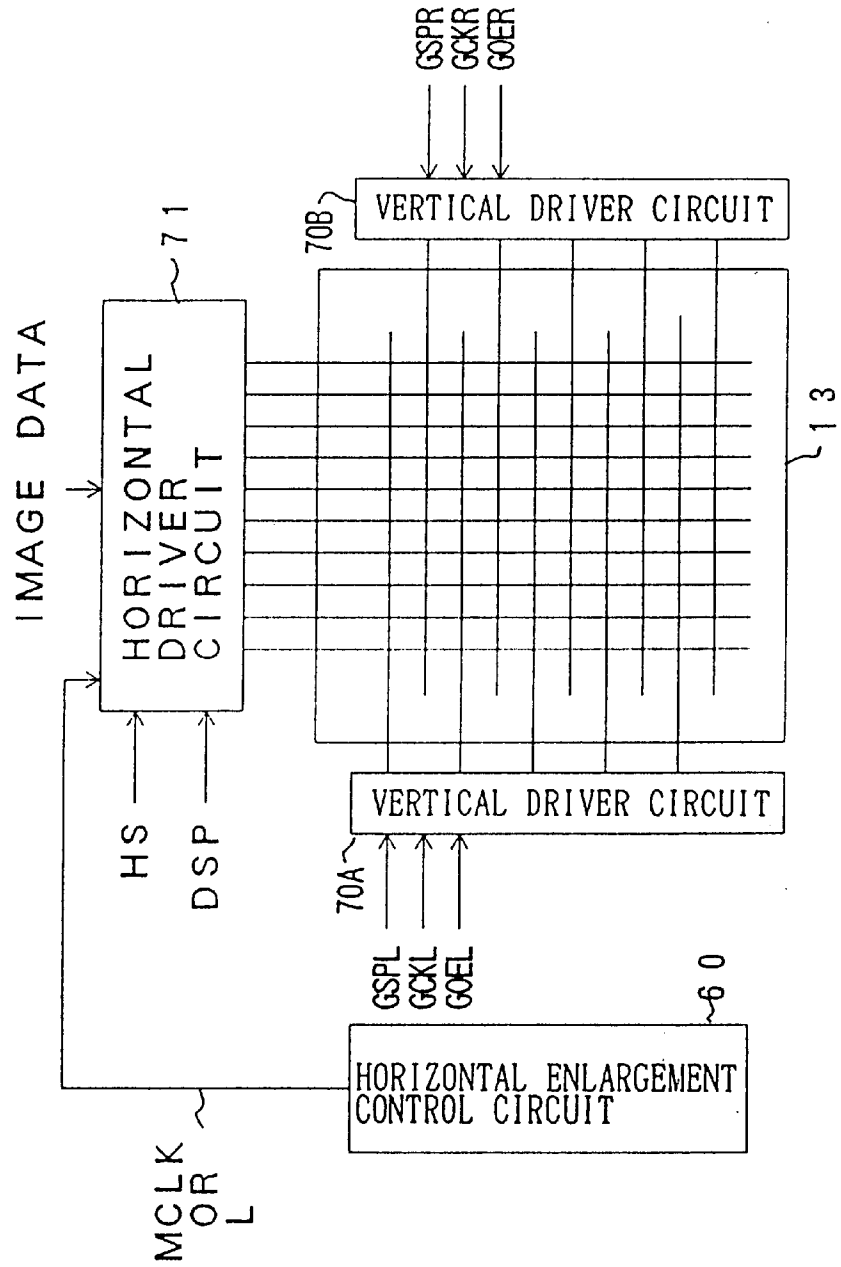 IMAGE DATA
HORIZONTAL
DRIVER
CIRCUIT
71
HS
DSP
MCLK
OR
L
HORIZONTAL ENLARGEMENT
CONTROL CIRCUIT
60
GSPL
GCKL
GOEL
70A
VERTICAL DRIVER CIRCUIT
70B
VERTICAL DRIVER CIRCUIT
GSPR
GCKR
GOER
13